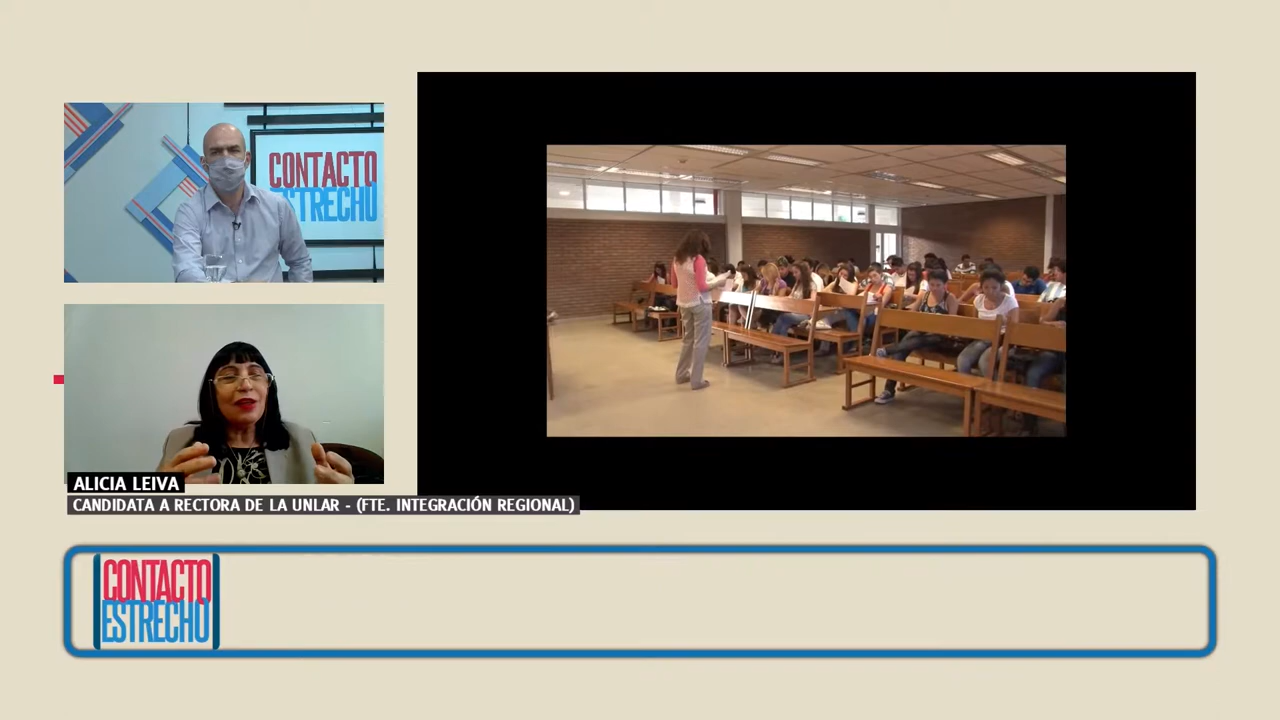 CONTACTO
ESTRECHO
ALICIA LEIVA
CANDIDATA A RECTORA DE LA UNLAR - (FTE. INTEGRACIÓN REGIONAL)
CONTACTO
ESTRECHO